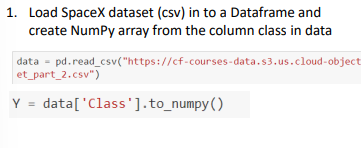 1. Load SpaceX dataset (csv) in to a Dataframe and
create NumPy array from the column class in data
data = pd.read_csv("https://cf-courses-data.s3.us.cloud-object
et_part_2.csv")
Y = data['Class'].to_numpy()